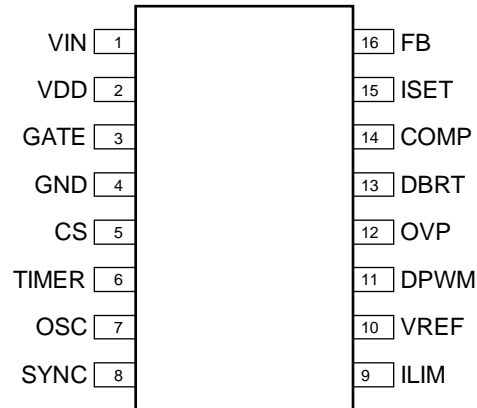 VIN 1 16 FB
VDD 2 15 ISET
GATE 3 14 COMP
GND 4 13 DBRT
CS 5 12 OVP
TIMER 6 11 DPWM
OSC 7 10 VREF
SYNC 8 9 ILIM